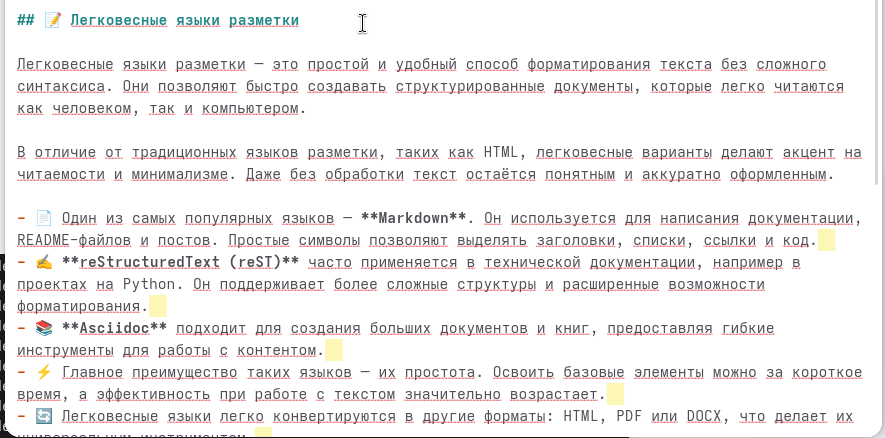 ## 📝 Легковесные языки разметки
Легковесные языки разметки — это простой и удобный способ форматирования текста без сложного
синтаксиса. Они позволяют быстро создавать структурированные документы, которые легко читаются
как человеком, так и компьютером.
В отличие от традиционных языков разметки, таких как HTML, легковесные варианты делают акцент на
читаемости и минимализме. Даже без обработки текст остаётся понятным и аккуратно оформленным.
- 📄 Один из самых популярных языков — **Markdown**. Он используется для написания документации,
README-файлов и постов. Простые символы позволяют выделять заголовки, списки, ссылки и код.
- ✍️ **reStructuredText (reST)** часто применяется в технической документации, например в
проектах на Python. Он поддерживает более сложные структуры и расширенные возможности
форматирования.
- 📚 **Asciidoc** подходит для создания больших документов и книг, предоставляя гибкие
инструменты для работы с контентом.
- ⚡ Главное преимущество таких языков — их простота. Освоить базовые элементы можно за короткое
время, а эффективность при работе с текстом значительно возрастает.
- 🔄 Легковесные языки легко конвертируются в другие форматы: HTML, PDF или DOCX, что делает их
универсальным инструментом.